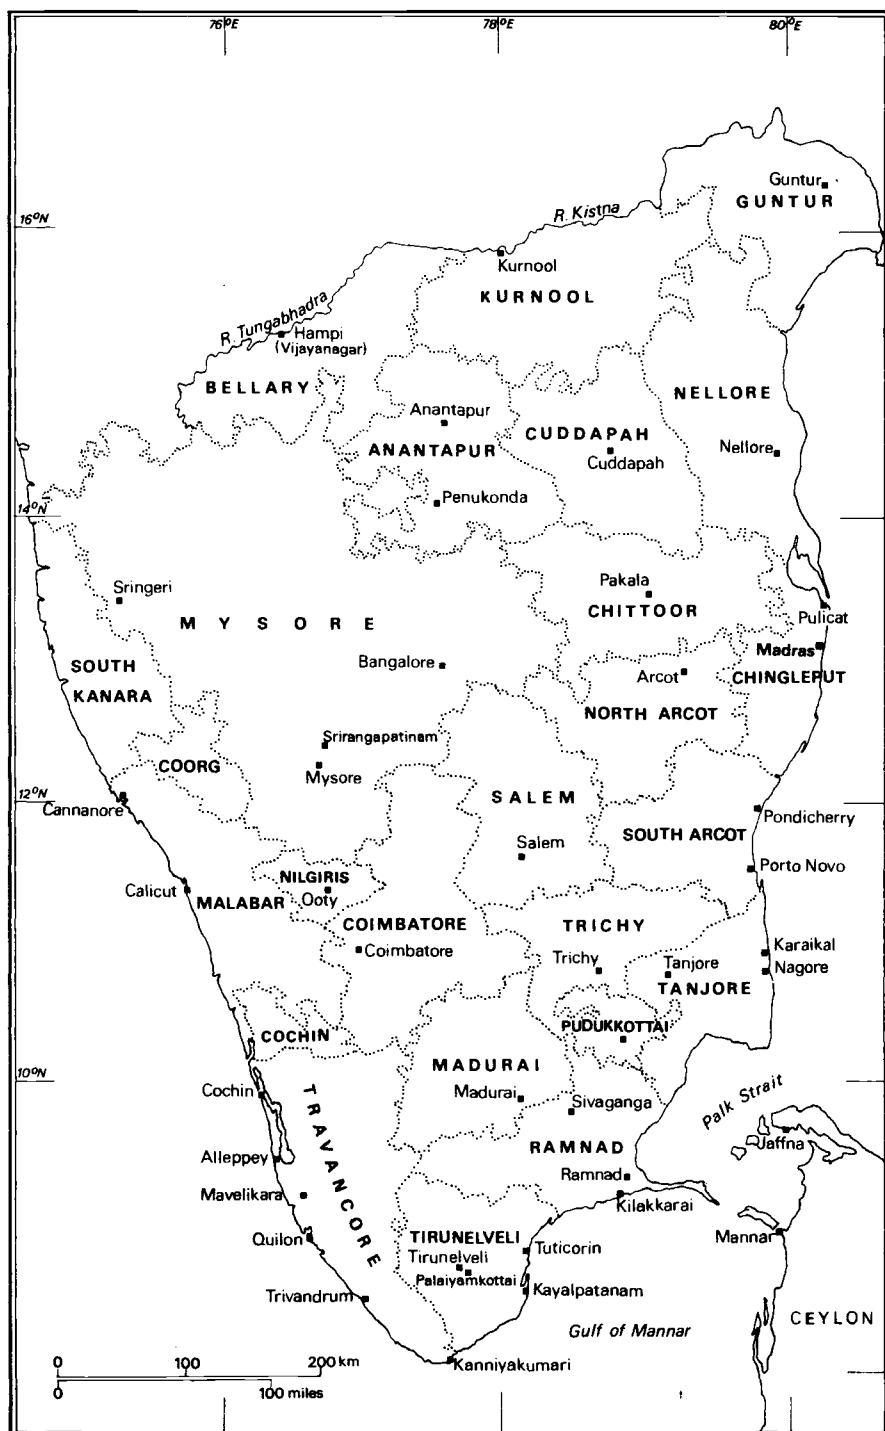 76°E
78°E
80°E
Guntur
GUNTUR
R. Kistna
16°N
Kurnool
KURNOOL
R. Tungabhadra
Hampi
(Vijayanagar)
BELLARY
NELLORE
Anantapur
CUDDAPAH
ANANTAPUR
Cuddapah
Nellore
Penukonda
14°N
Pakala
Sringeri
CHITTOOR
Pulicat
MYSORE
Madras
Bangalore
SOUTH
KANARA
Arcot
CHINGLEPUT
NORTH ARCOT
Srirangapatinam
COORG
Mysore
SALEM
12°N
Cannanore
Pondicherry
SOUTH ARCOT
Salem
Porto Novo
NILGIRIS
Calicut
MALABAR
Ooty
COIMBATORE
TRICHY
Coimbatore
Karaikal
Trichy
Tanjore
Nagore
TANJORE
PUDUKKOTTAI
COCHIN
MADURAI
10°N
Cochin
Madurai
Sivaganga
Palk Strait
TRAVANCORE
Jaffna
Alleppey
RAMNAD
Ramnad
Mavelikara
Kilakkarai
Quilon
TIRUNELVELI
Mannar
Tirunelveli
Tuticorin
Palaiyamkottai
Trivandrum
Kayalpatanam
CEYLON
Gulf of Mannar
Kanniyakumari
0 100 200 km
0 100 miles